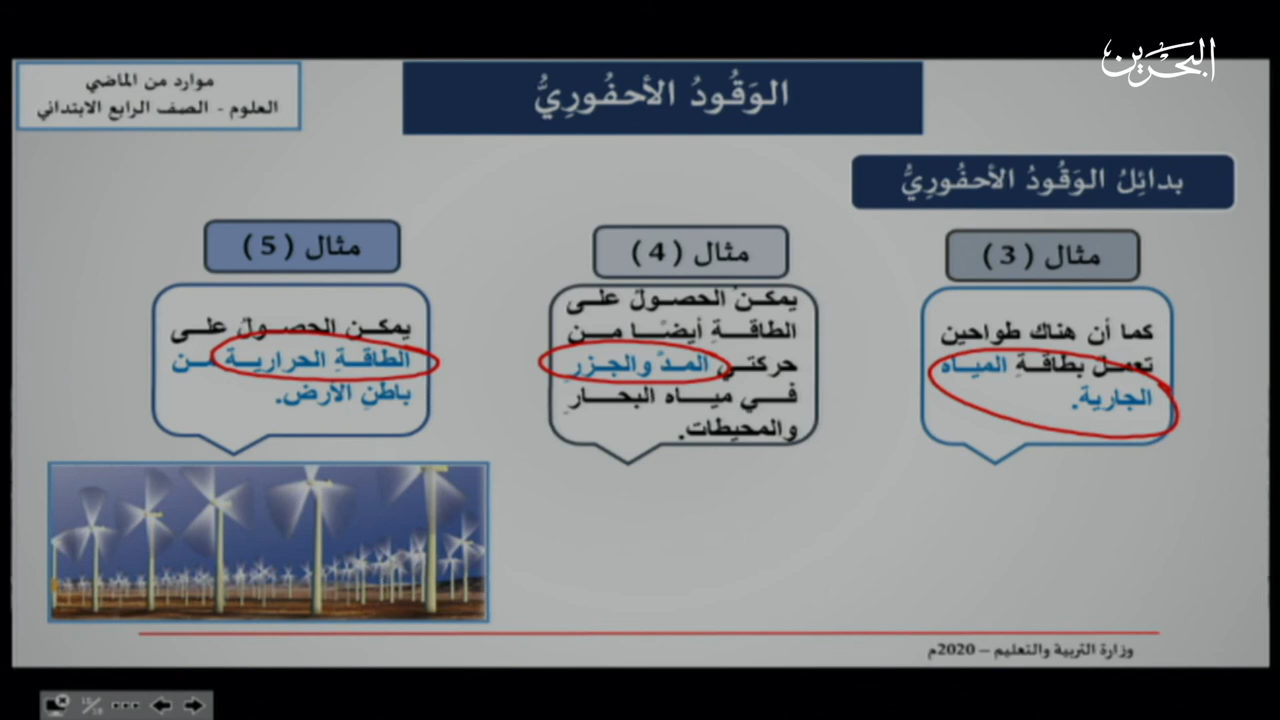 البحرين
موارد من الماضي
العلوم - الصف الرابع الابتدائي
الوَقُودُ الأحفُورِيُّ
بدائِلُ الوَقُودُ الأحفُورِيُّ
مثال ( 3 )
كما أن هناك طواحين
تعمل بطاقةِ المياه
الجارية.
مثال ( 4 )
يمكن الحصول على
الطاقةِ أيضًا من
حركتي المدّ والجزرِ
في مياه البحارِ
والمحيطات.
مثال ( 5 )
يمكن الحصول على
الطاقةِ الحراريةِ من
باطنِ الأرض.
وزارة التربية والتعليم – 2020م